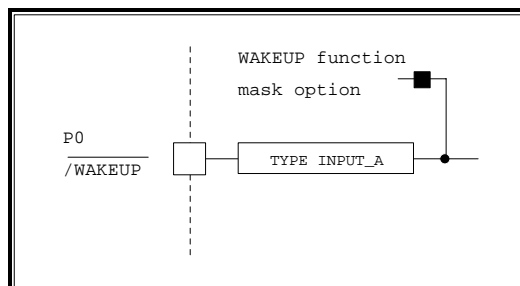 WAKEUP function
mask option
P0
/WAKEUP
TYPE INPUT_A